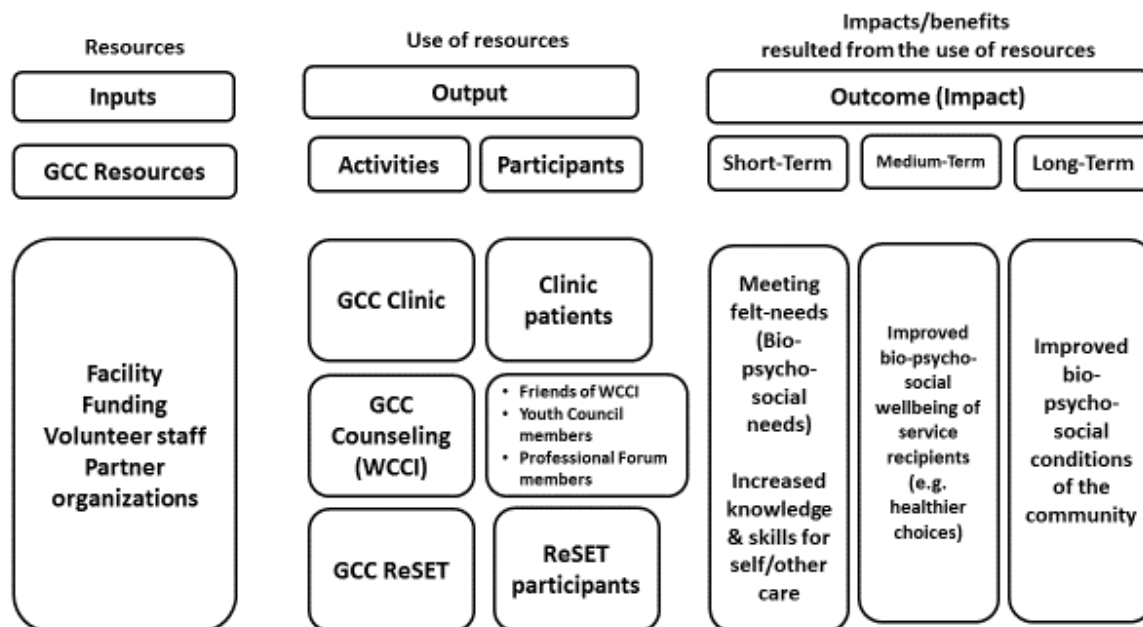 Resources
Use of resources
Impacts/benefits
resulted from the use of resources
Inputs
Output
Outcome (Impact)
GCC Resources
Activities
Participants
Short-Term
Medium-Term
Long-Term
Facility
Funding
Volunteer staff
Partner
organizations
GCC Clinic
Clinic
patients
GCC
Counseling
(WCCI)
• Friends of WCCI
• Youth Council
members
• Professional Forum
members
GCC ReSET
ReSET
participants
Meeting
felt-needs
(Bio-
psycho-
social
needs)
Increased
knowledge
& skills for
self/other
care
Improved
bio-psycho-
social
wellbeing of
service
recipients
(e.g.
healthier
choices)
Improved
bio-
psycho-
social
conditions
of the
community